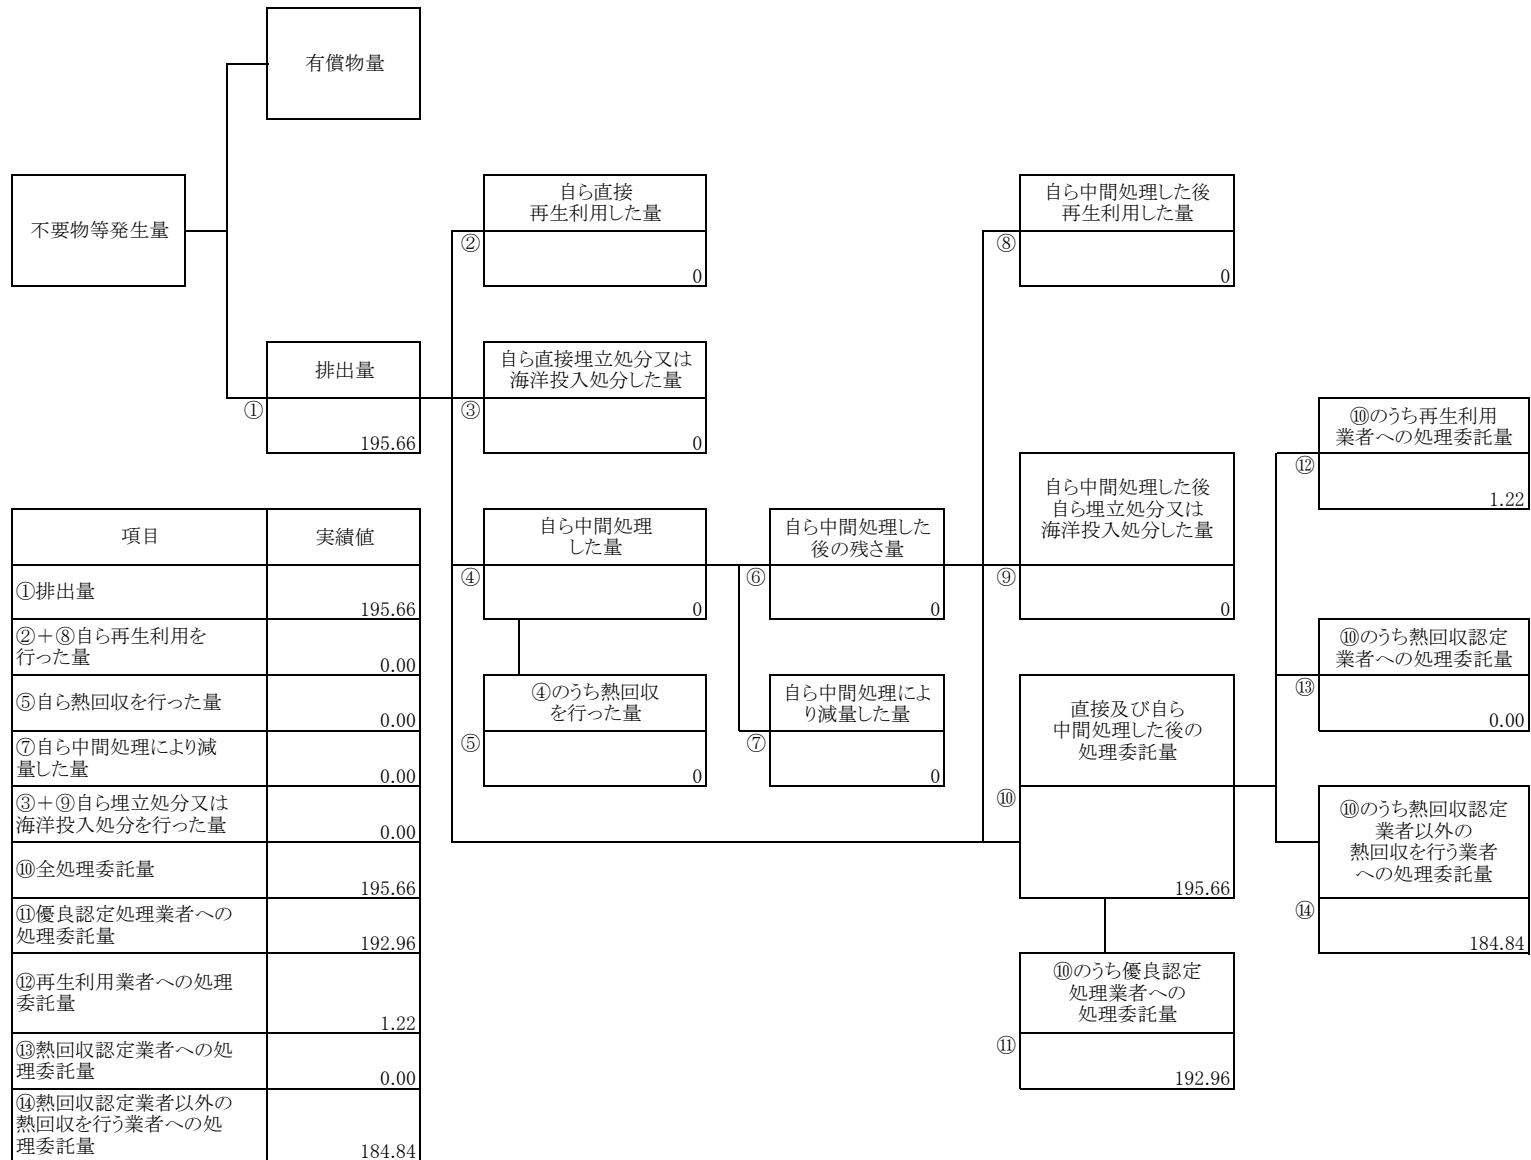 有償物量
不要物等発生量
自ら直接
再生利用した量
②
0
自ら中間処理した後
再生利用した量
⑧
0
排出量
①
195.66
自ら直接埋立処分又は
海洋投入処分した量
③
0
⑩のうち再生利用
業者への処理委託量
⑫
1.22
自ら中間処理
した量
④
0
自ら中間処理した
後の残さ量
⑥
0
自ら中間処理した後
自ら埋立処分又は
海洋投入処分した量
⑨
0
⑩のうち熱回収認定
業者への処理委託量
⑬
0.00
④のうち熱回収
を行った量
⑤
0
自ら中間処理によ
り減量した量
⑦
0
直接及び自ら
中間処理した後の
処理委託量
⑩
195.66
⑩のうち熱回収認定
業者以外の
熱回収を行う業者
への処理委託量
⑭
184.84
⑩のうち優良認定
処理業者への
処理委託量
⑪
192.96
項目
実績値
①排出量
195.66
②＋⑧自ら再生利用を
行った量
0.00
⑤自ら熱回収を行った量
0.00
⑦自ら中間処理により減
量した量
0.00
③＋⑨自ら埋立処分又は
海洋投入処分を行った量
0.00
⑩全処理委託量
195.66
⑪優良認定処理業者への
処理委託量
192.96
⑫再生利用業者への処理
委託量
1.22
⑬熱回収認定業者への処
理委託量
0.00
⑭熱回収認定業者以外の
熱回収を行う業者への処
理委託量
184.84